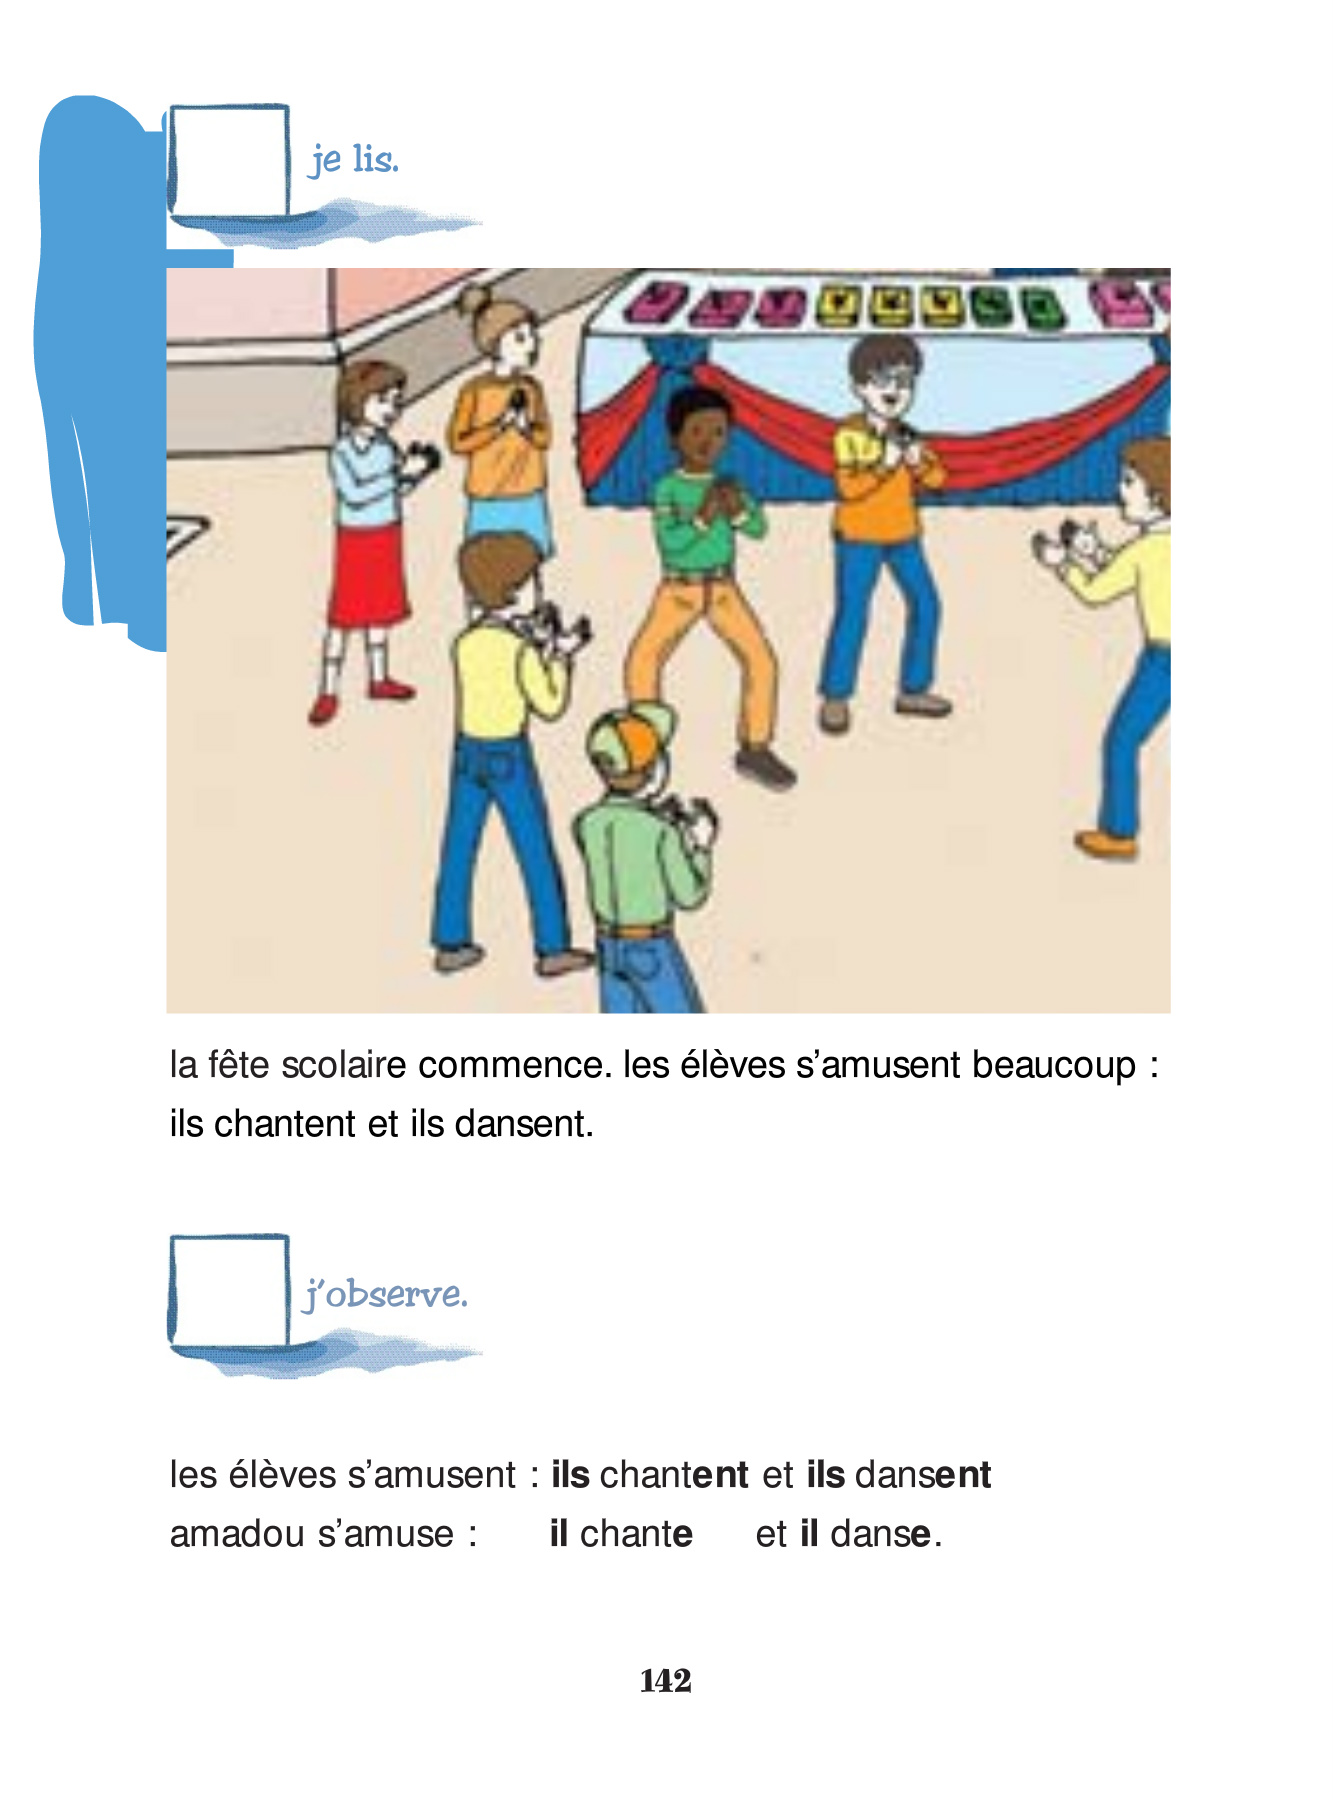 je lis.
la fête scolaire commence. les élèves s’amusent beaucoup :
ils chantent et ils dansent.
j’observe.
les élèves s’amusent : ils chantent et ils dansent
amadou s’amuse : il chante et il danse.
142